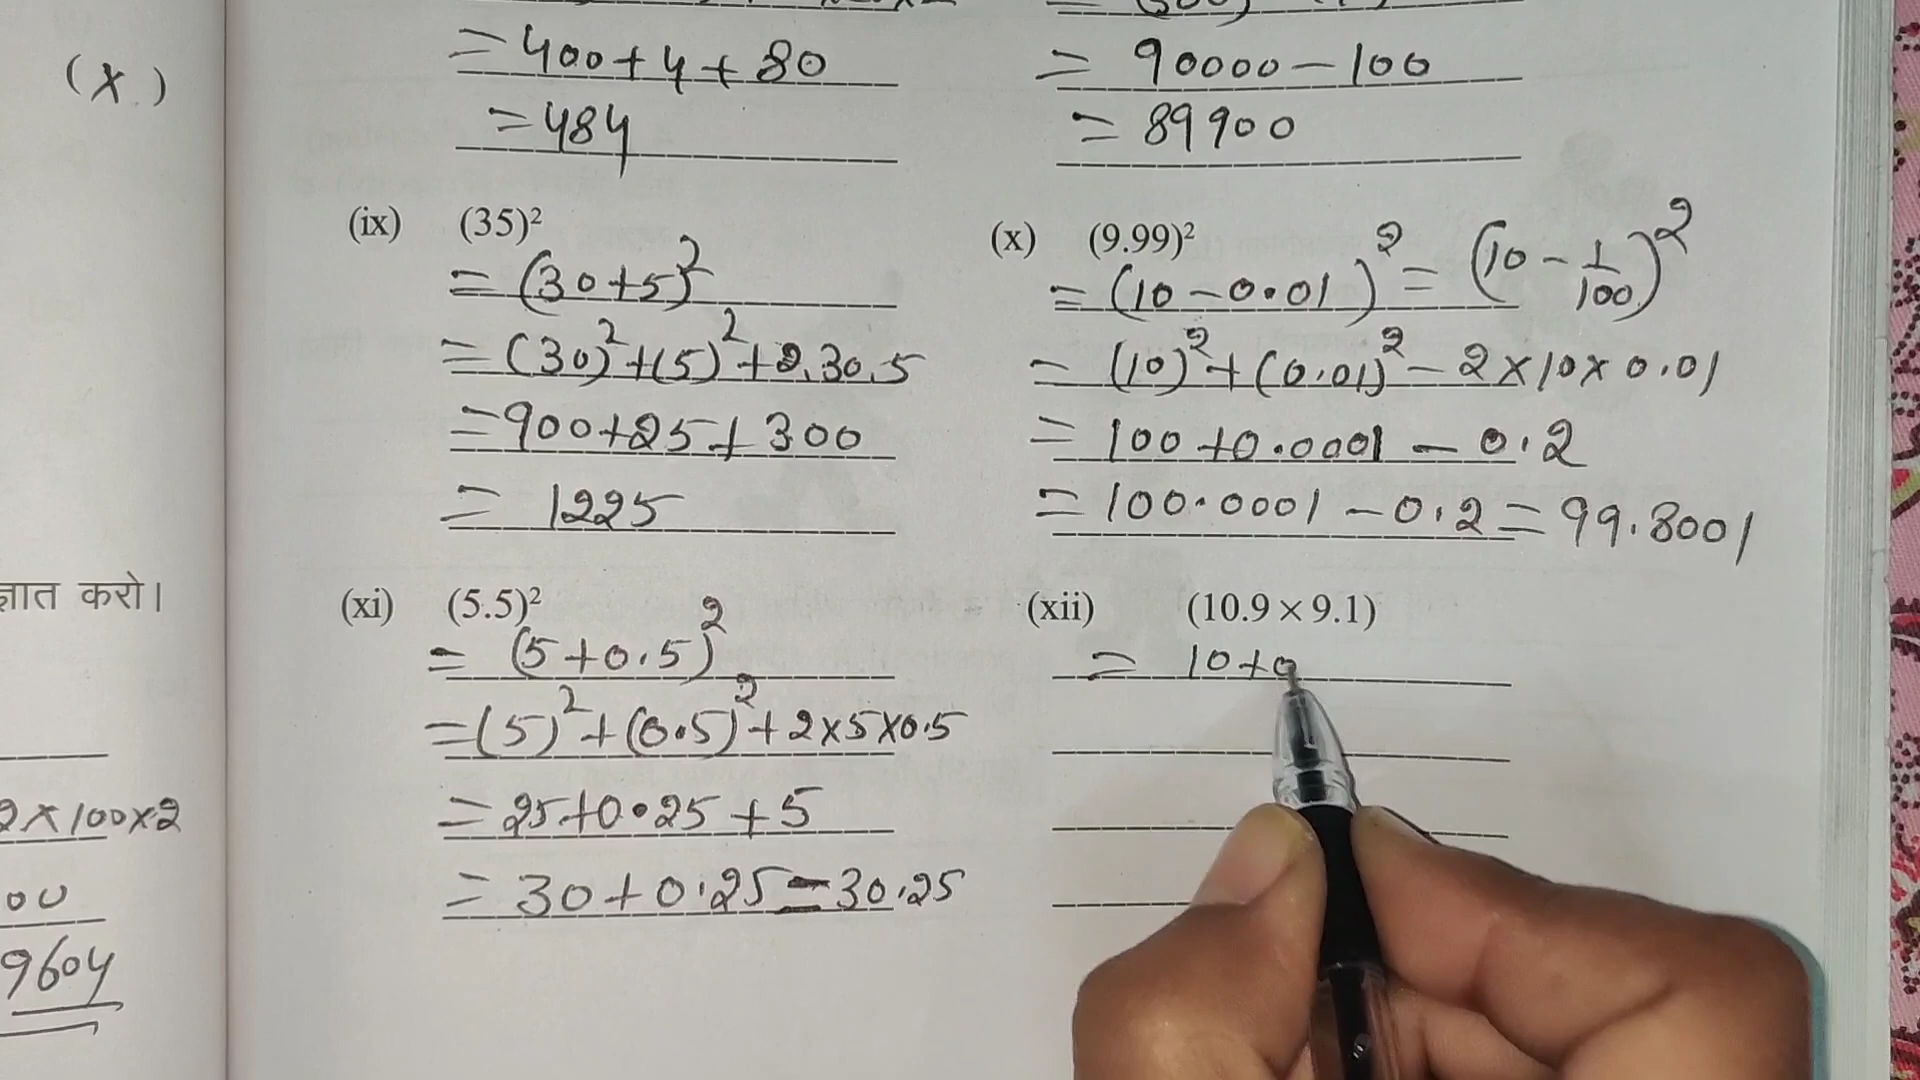 (x)
ज्ञात करो।
2×100×2
00
9604
= 400 + 4 + 80
= 484
= 90000 - 100
= 89900
(ix) (35)²
= (30+5)²
= (30)² + (5)² + 2.30.5
= 900 + 25 + 300
= 1225
(x) (9.99)²
= (10 - 0.01)² = (10 - 1/100)²
= (10)² + (0.01)² - 2 × 10 × 0.01
= 100 + 0.0001 - 0.2
= 100.0001 - 0.2 = 99.8001
(xi) (5.5)²
= (5 + 0.5)²
= (5)² + (0.5)² + 2×5×0.5
= 25 + 0.25 + 5
= 30 + 0.25 = 30.25
(xii) (10.9 × 9.1)
= 10 + 0